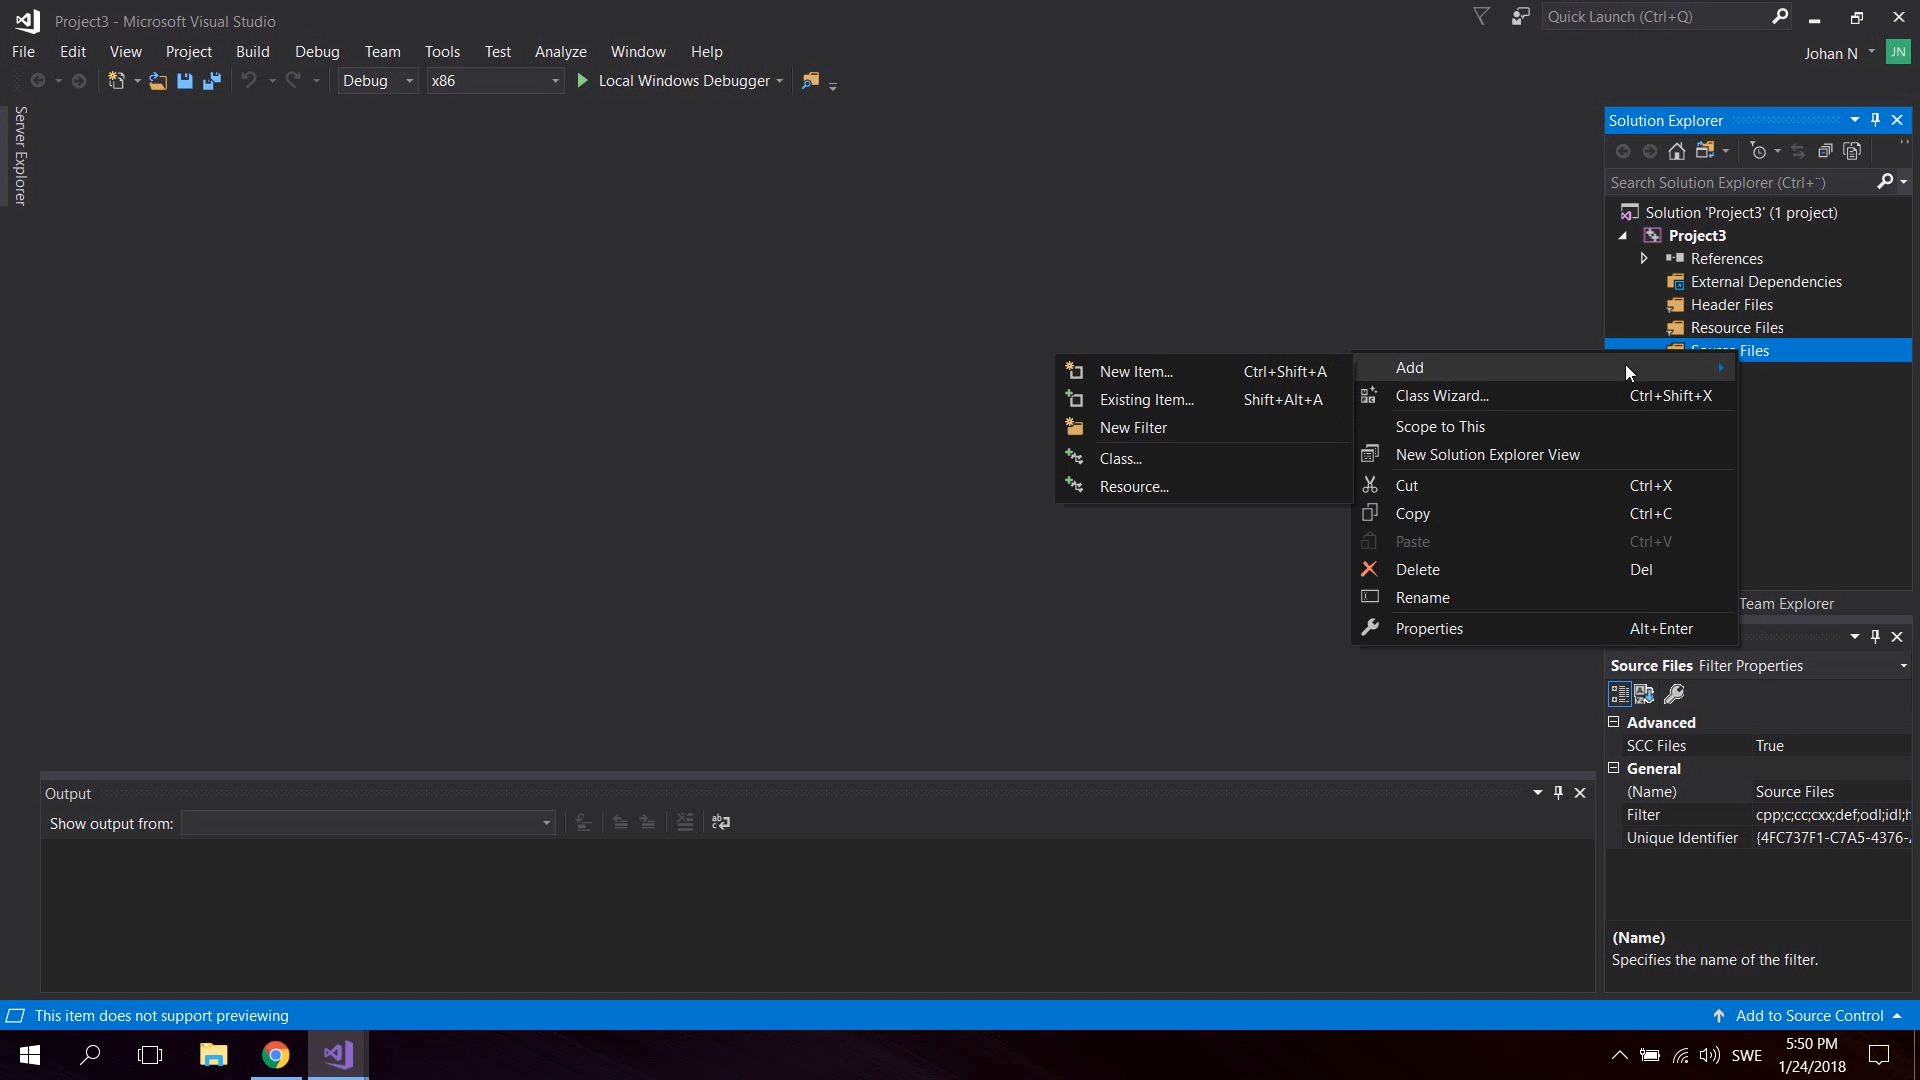 Project3 - Microsoft Visual Studio
Quick Launch (Ctrl+Q)
File Edit View Project Build Debug Team Tools Test Analyze Window Help
Johan N JN
Debug x86 Local Windows Debugger
Server Explorer
Solution Explorer
Search Solution Explorer (Ctrl+¨)
Solution 'Project3' (1 project)
Project3
References
External Dependencies
Header Files
Resource Files
Source Files
New Item... Ctrl+Shift+A
Existing Item... Shift+Alt+A
New Filter
Class...
Resource...
Add
Class Wizard... Ctrl+Shift+X
Scope to This
New Solution Explorer View
Cut Ctrl+X
Copy Ctrl+C
Paste Ctrl+V
Delete Del
Rename
Properties Alt+Enter
Team Explorer
Source Files Filter Properties
Advanced
SCC Files True
General
(Name) Source Files
Filter cpp;c;cc;cxx;def;odl;idl;h
Unique Identifier {4FC737F1-C7A5-4376-
(Name)
Specifies the name of the filter.
Output
Show output from:
This item does not support previewing
Add to Source Control
SWE
5:50 PM
1/24/2018